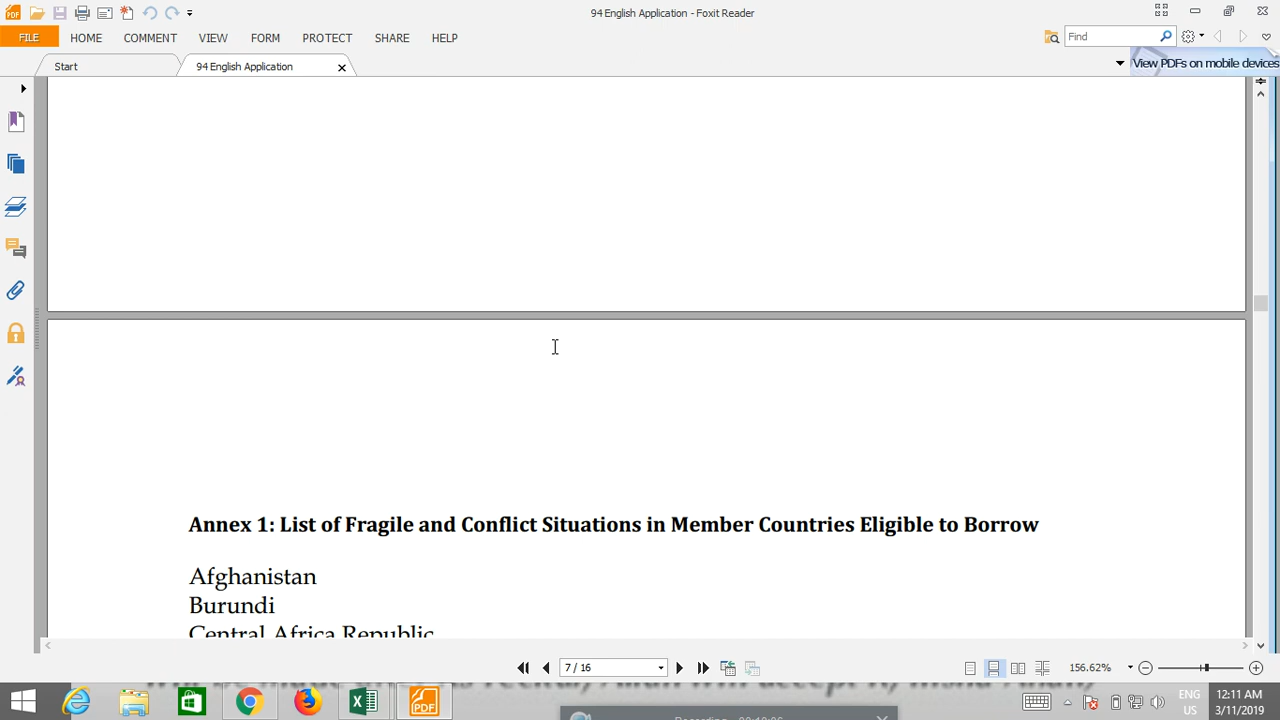 94 English Application - Foxit Reader
FILE HOME COMMENT VIEW FORM PROTECT SHARE HELP
Find
Start
94 English Application
View PDFs on mobile devices
Annex 1: List of Fragile and Conflict Situations in Member Countries Eligible to Borrow
Afghanistan
Burundi
Central Africa Republic
7 / 16
156.62%
ENG
US
12:11 AM
3/11/2019